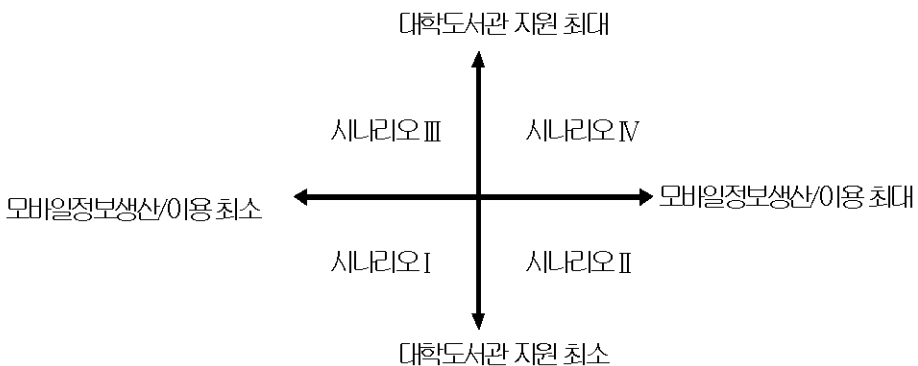 대학도서관 지원 최대
시나리오 Ⅲ
시나리오 Ⅳ
모바일정보생산/이용 최소
모바일정보생산/이용 최대
시나리오 Ⅰ
시나리오 Ⅱ
대학도서관 지원 최소